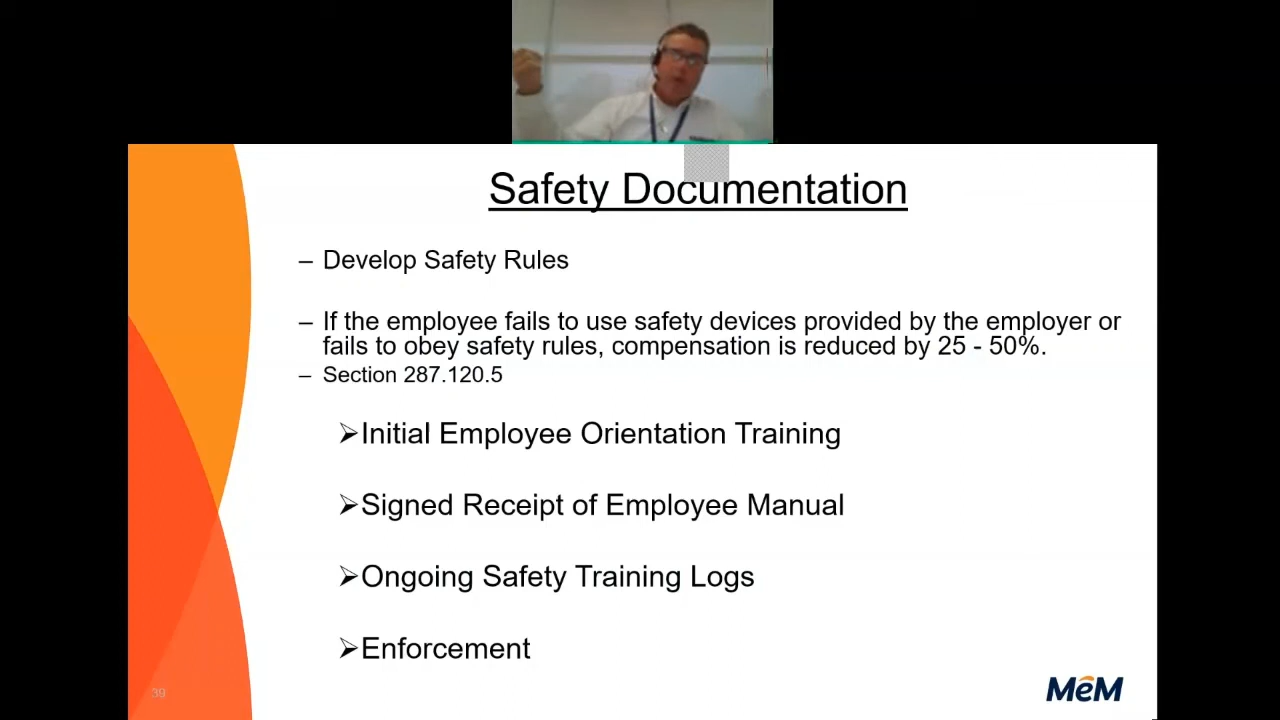 Safety Documentation
– Develop Safety Rules
– If the employee fails to use safety devices provided by the employer or
fails to obey safety rules, compensation is reduced by 25 - 50%.
– Section 287.120.5
➢Initial Employee Orientation Training
➢Signed Receipt of Employee Manual
➢Ongoing Safety Training Logs
➢Enforcement
39
MeM